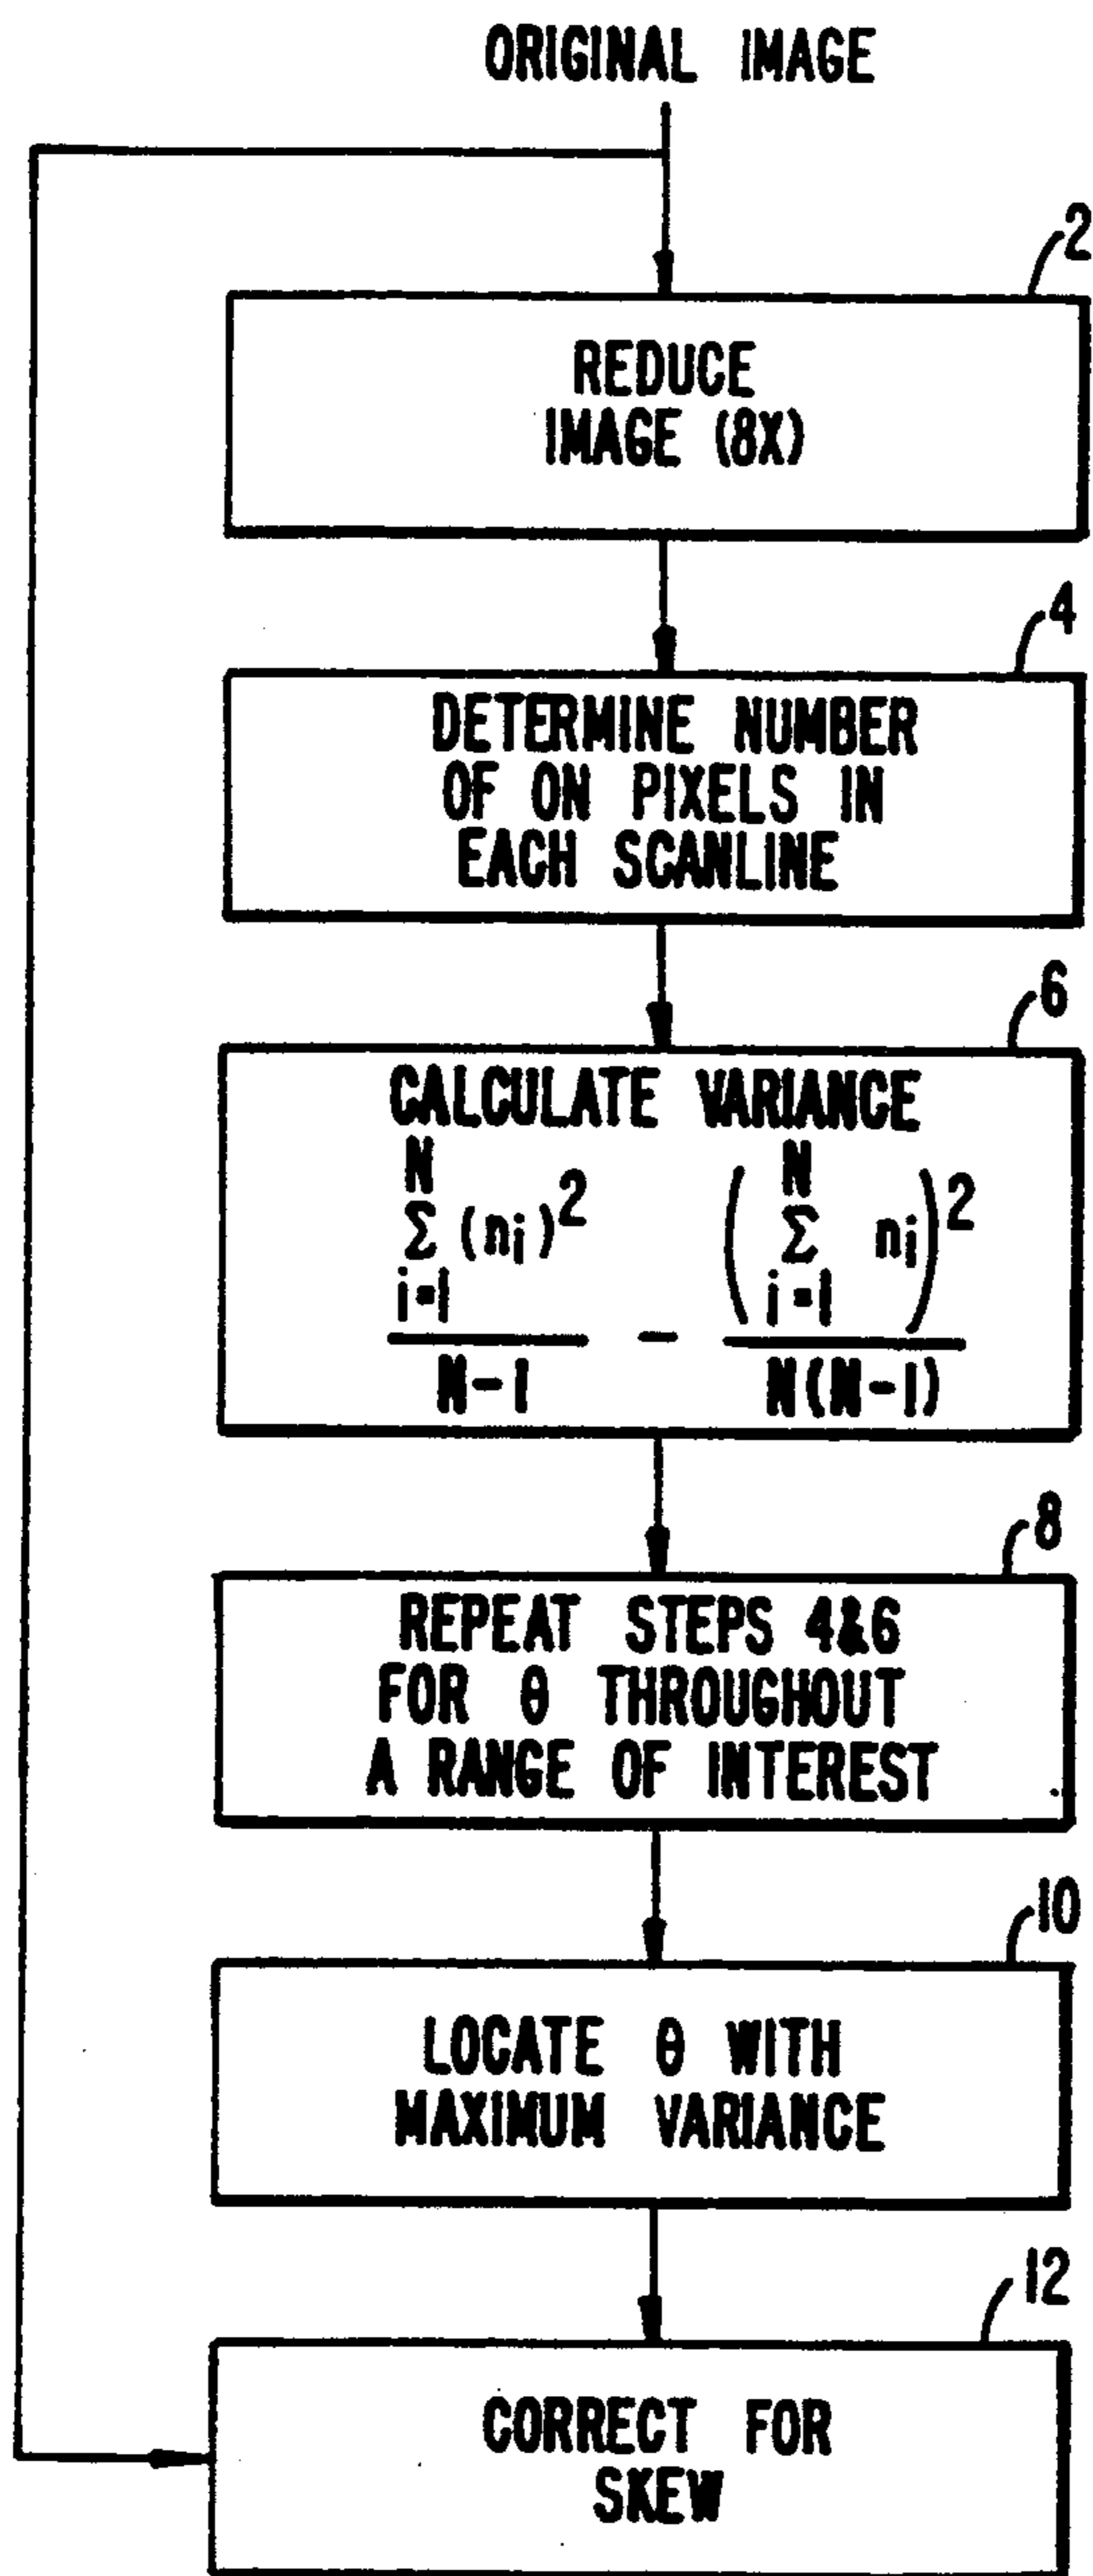 ORIGINAL IMAGE
2
REDUCE
IMAGE (8X)
4
DETERMINE NUMBER
OF ON PIXELS IN
EACH SCANLINE
6
CALCULATE VARIANCE
N N
Σ (ni)2 - ( Σ ni)2
i=1 i=1
N-1 N(N-1)
8
REPEAT STEPS 4&6
FOR θ THROUGHOUT
A RANGE OF INTEREST
10
LOCATE θ WITH
MAXIMUM VARIANCE
12
CORRECT FOR
SKEW